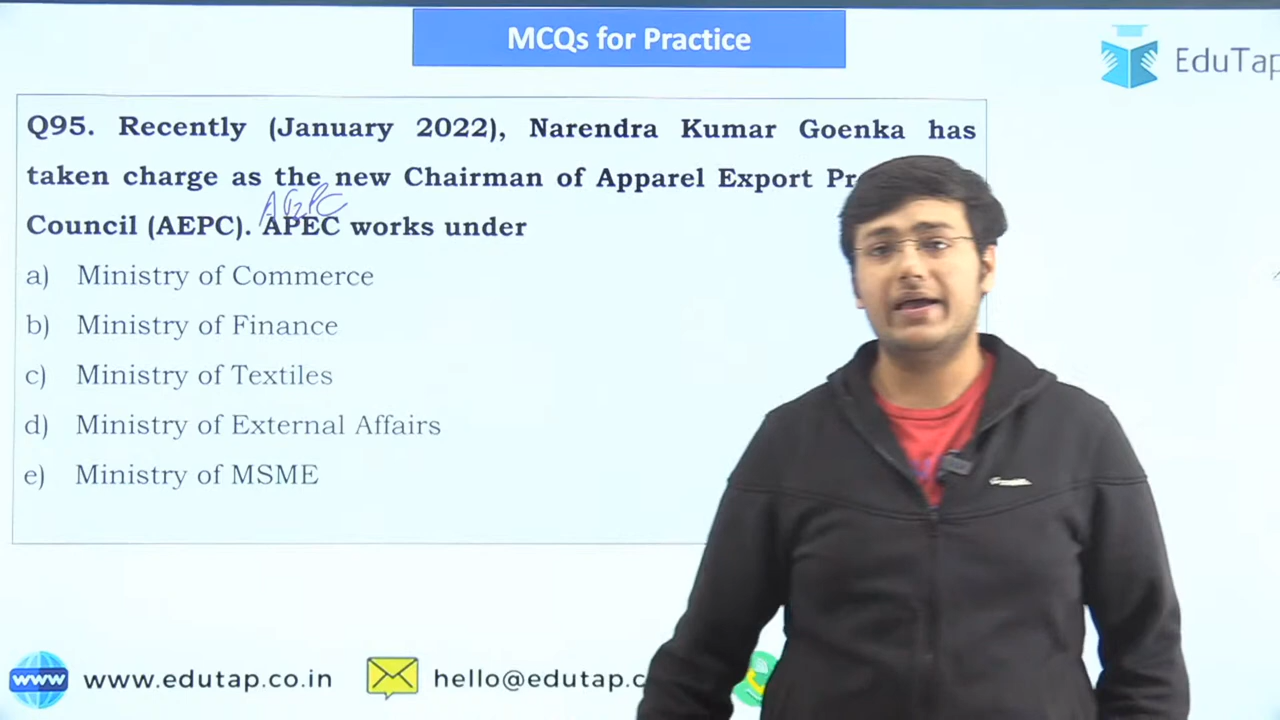 MCQs for Practice
EduTap
Q95. Recently (January 2022), Narendra Kumar Goenka has
taken charge as the new Chairman of Apparel Export Pr
AEPC
Council (AEPC). APEC works under
a) Ministry of Commerce
b) Ministry of Finance
c) Ministry of Textiles
d) Ministry of External Affairs
e) Ministry of MSME
www www.edutap.co.in hello@edutap.c